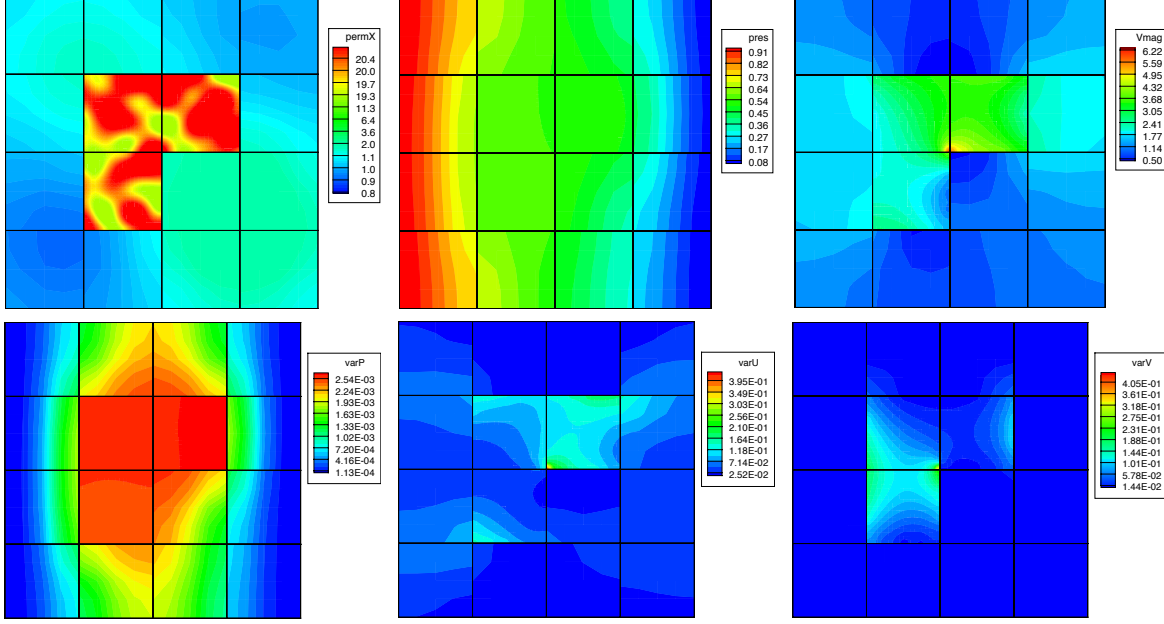 permX
20.4
20.0
19.7
19.3
11.3
6.4
3.6
2.0
1.1
1.0
0.9
0.8
pres
0.91
0.82
0.73
0.64
0.54
0.45
0.36
0.27
0.17
0.08
Vmag
6.22
5.59
4.95
4.32
3.68
3.05
2.41
1.77
1.14
0.50
varP
2.54E-03
2.24E-03
1.93E-03
1.63E-03
1.33E-03
1.02E-03
7.20E-04
4.16E-04
1.13E-04
varU
3.95E-01
3.49E-01
3.03E-01
2.56E-01
2.10E-01
1.64E-01
1.18E-01
7.14E-02
2.52E-02
varV
4.05E-01
3.61E-01
3.18E-01
2.75E-01
2.31E-01
1.88E-01
1.44E-01
1.01E-01
5.78E-02
1.44E-02